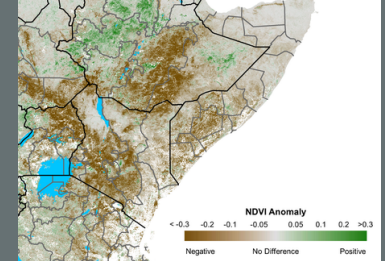 NDVI Anomaly
< -0.3 -0.2 -0.1 -0.05 0.05 0.1 0.2 >0.3
Negative No Difference Positive